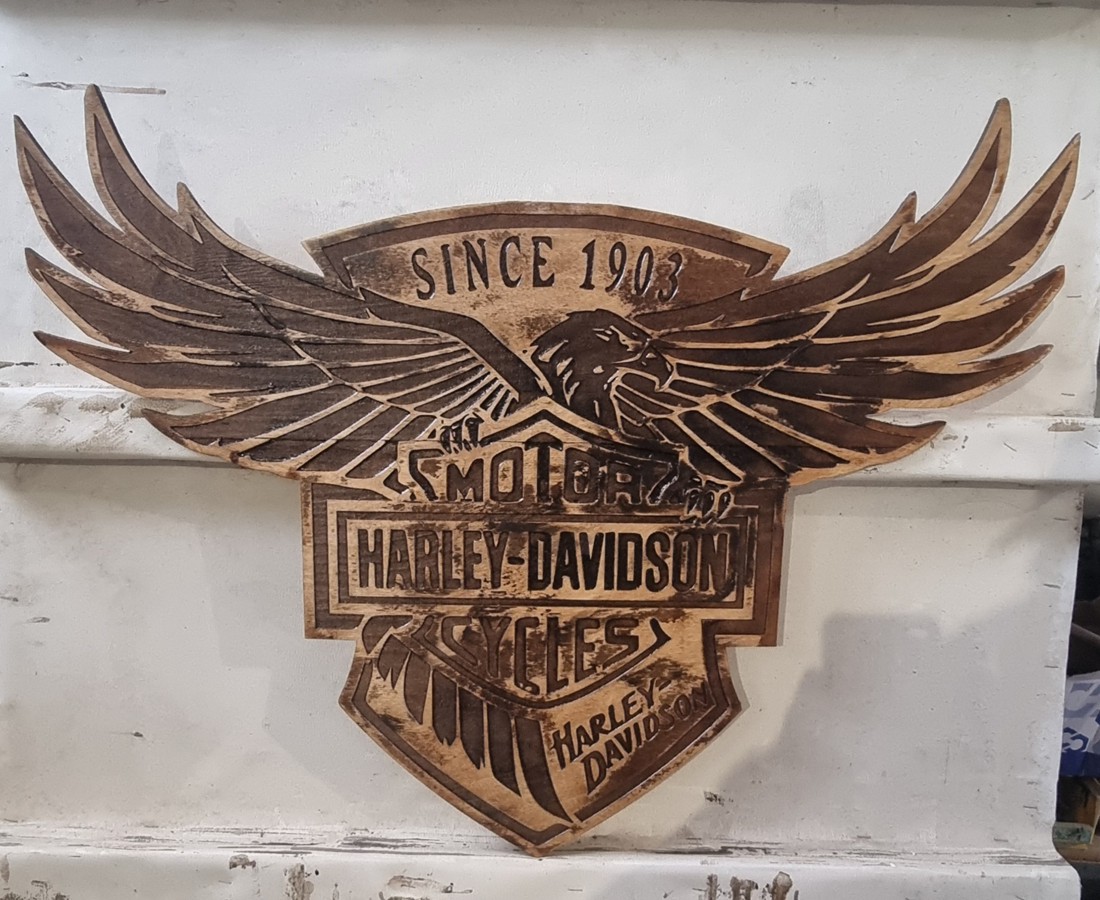 SINCE 1903
MOTOR
HARLEY-DAVIDSON
CYCLES
HARLEY-
DAVIDSON